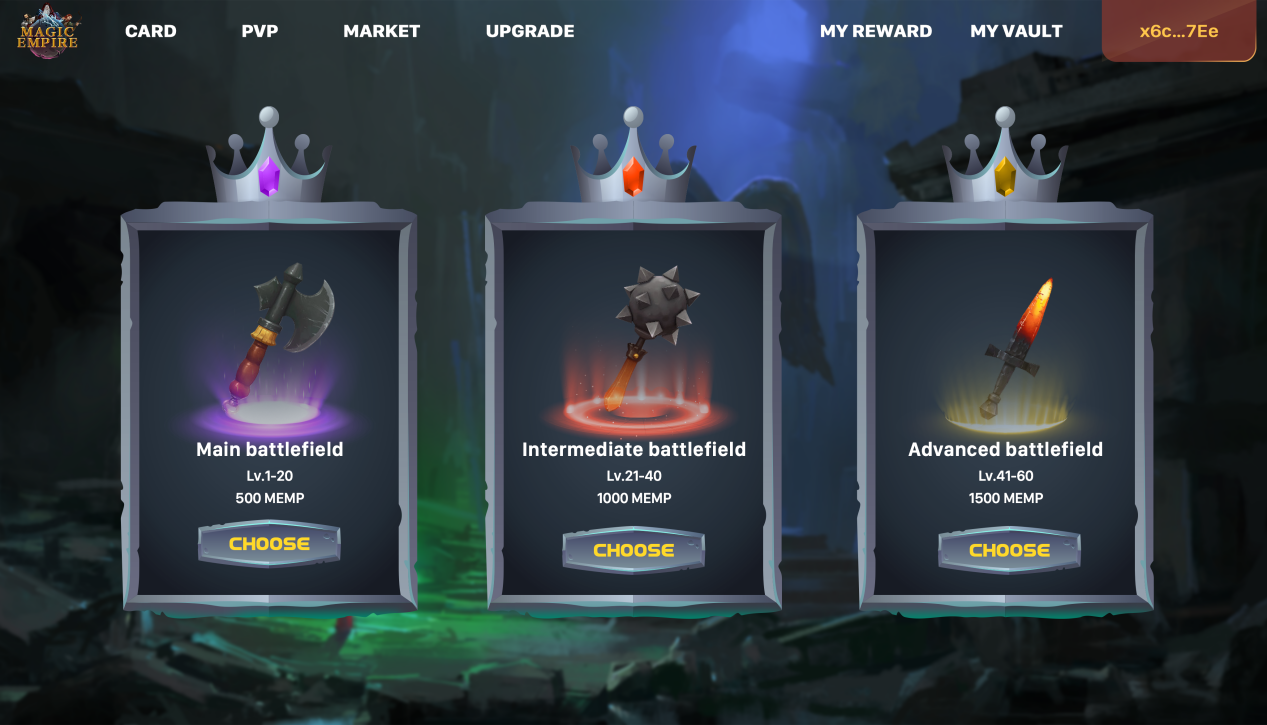 MAGIC
EMPIRE
CARD
PVP
MARKET
UPGRADE
MY REWARD
MY VAULT
x6c...7Ee
Main battlefield
Lv.1-20
500 MEMP
CHOOSE
Intermediate battlefield
Lv.21-40
1000 MEMP
CHOOSE
Advanced battlefield
Lv.41-60
1500 MEMP
CHOOSE